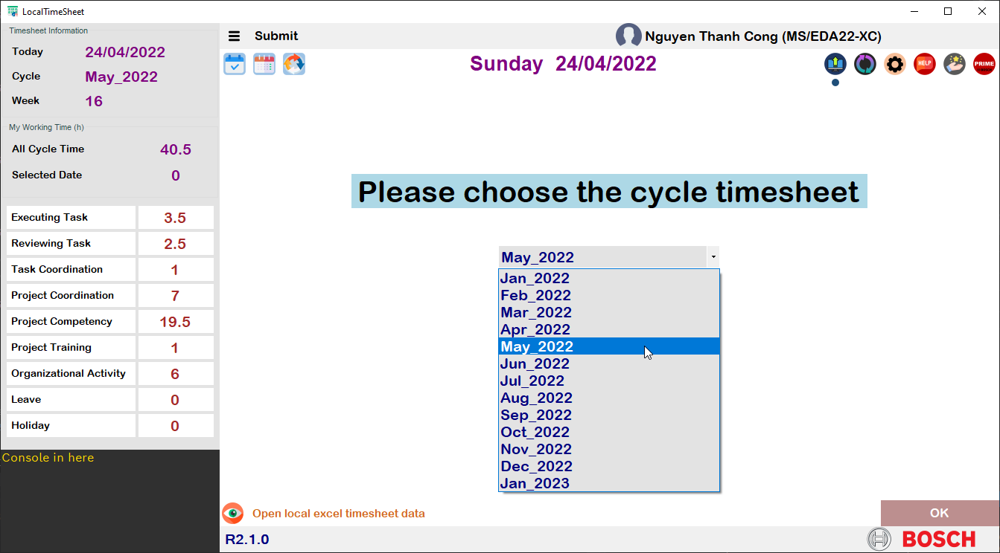 LocalTimeSheet
Timesheet Information
Today 24/04/2022
Cycle May_2022
Week 16
My Working Time (h)
All Cycle Time 40.5
Selected Date 0
Executing Task 3.5
Reviewing Task 2.5
Task Coordination 1
Project Coordination 7
Project Competency 19.5
Project Training 1
Organizational Activity 6
Leave 0
Holiday 0
Console in here
Submit
Nguyen Thanh Cong (MS/EDA22-XC)
Sunday 24/04/2022
HELP
PRIME
Please choose the cycle timesheet
May_2022
Jan_2022
Feb_2022
Mar_2022
Apr_2022
May_2022
Jun_2022
Jul_2022
Aug_2022
Sep_2022
Oct_2022
Nov_2022
Dec_2022
Jan_2023
Open local excel timesheet data
OK
R2.1.0
BOSCH